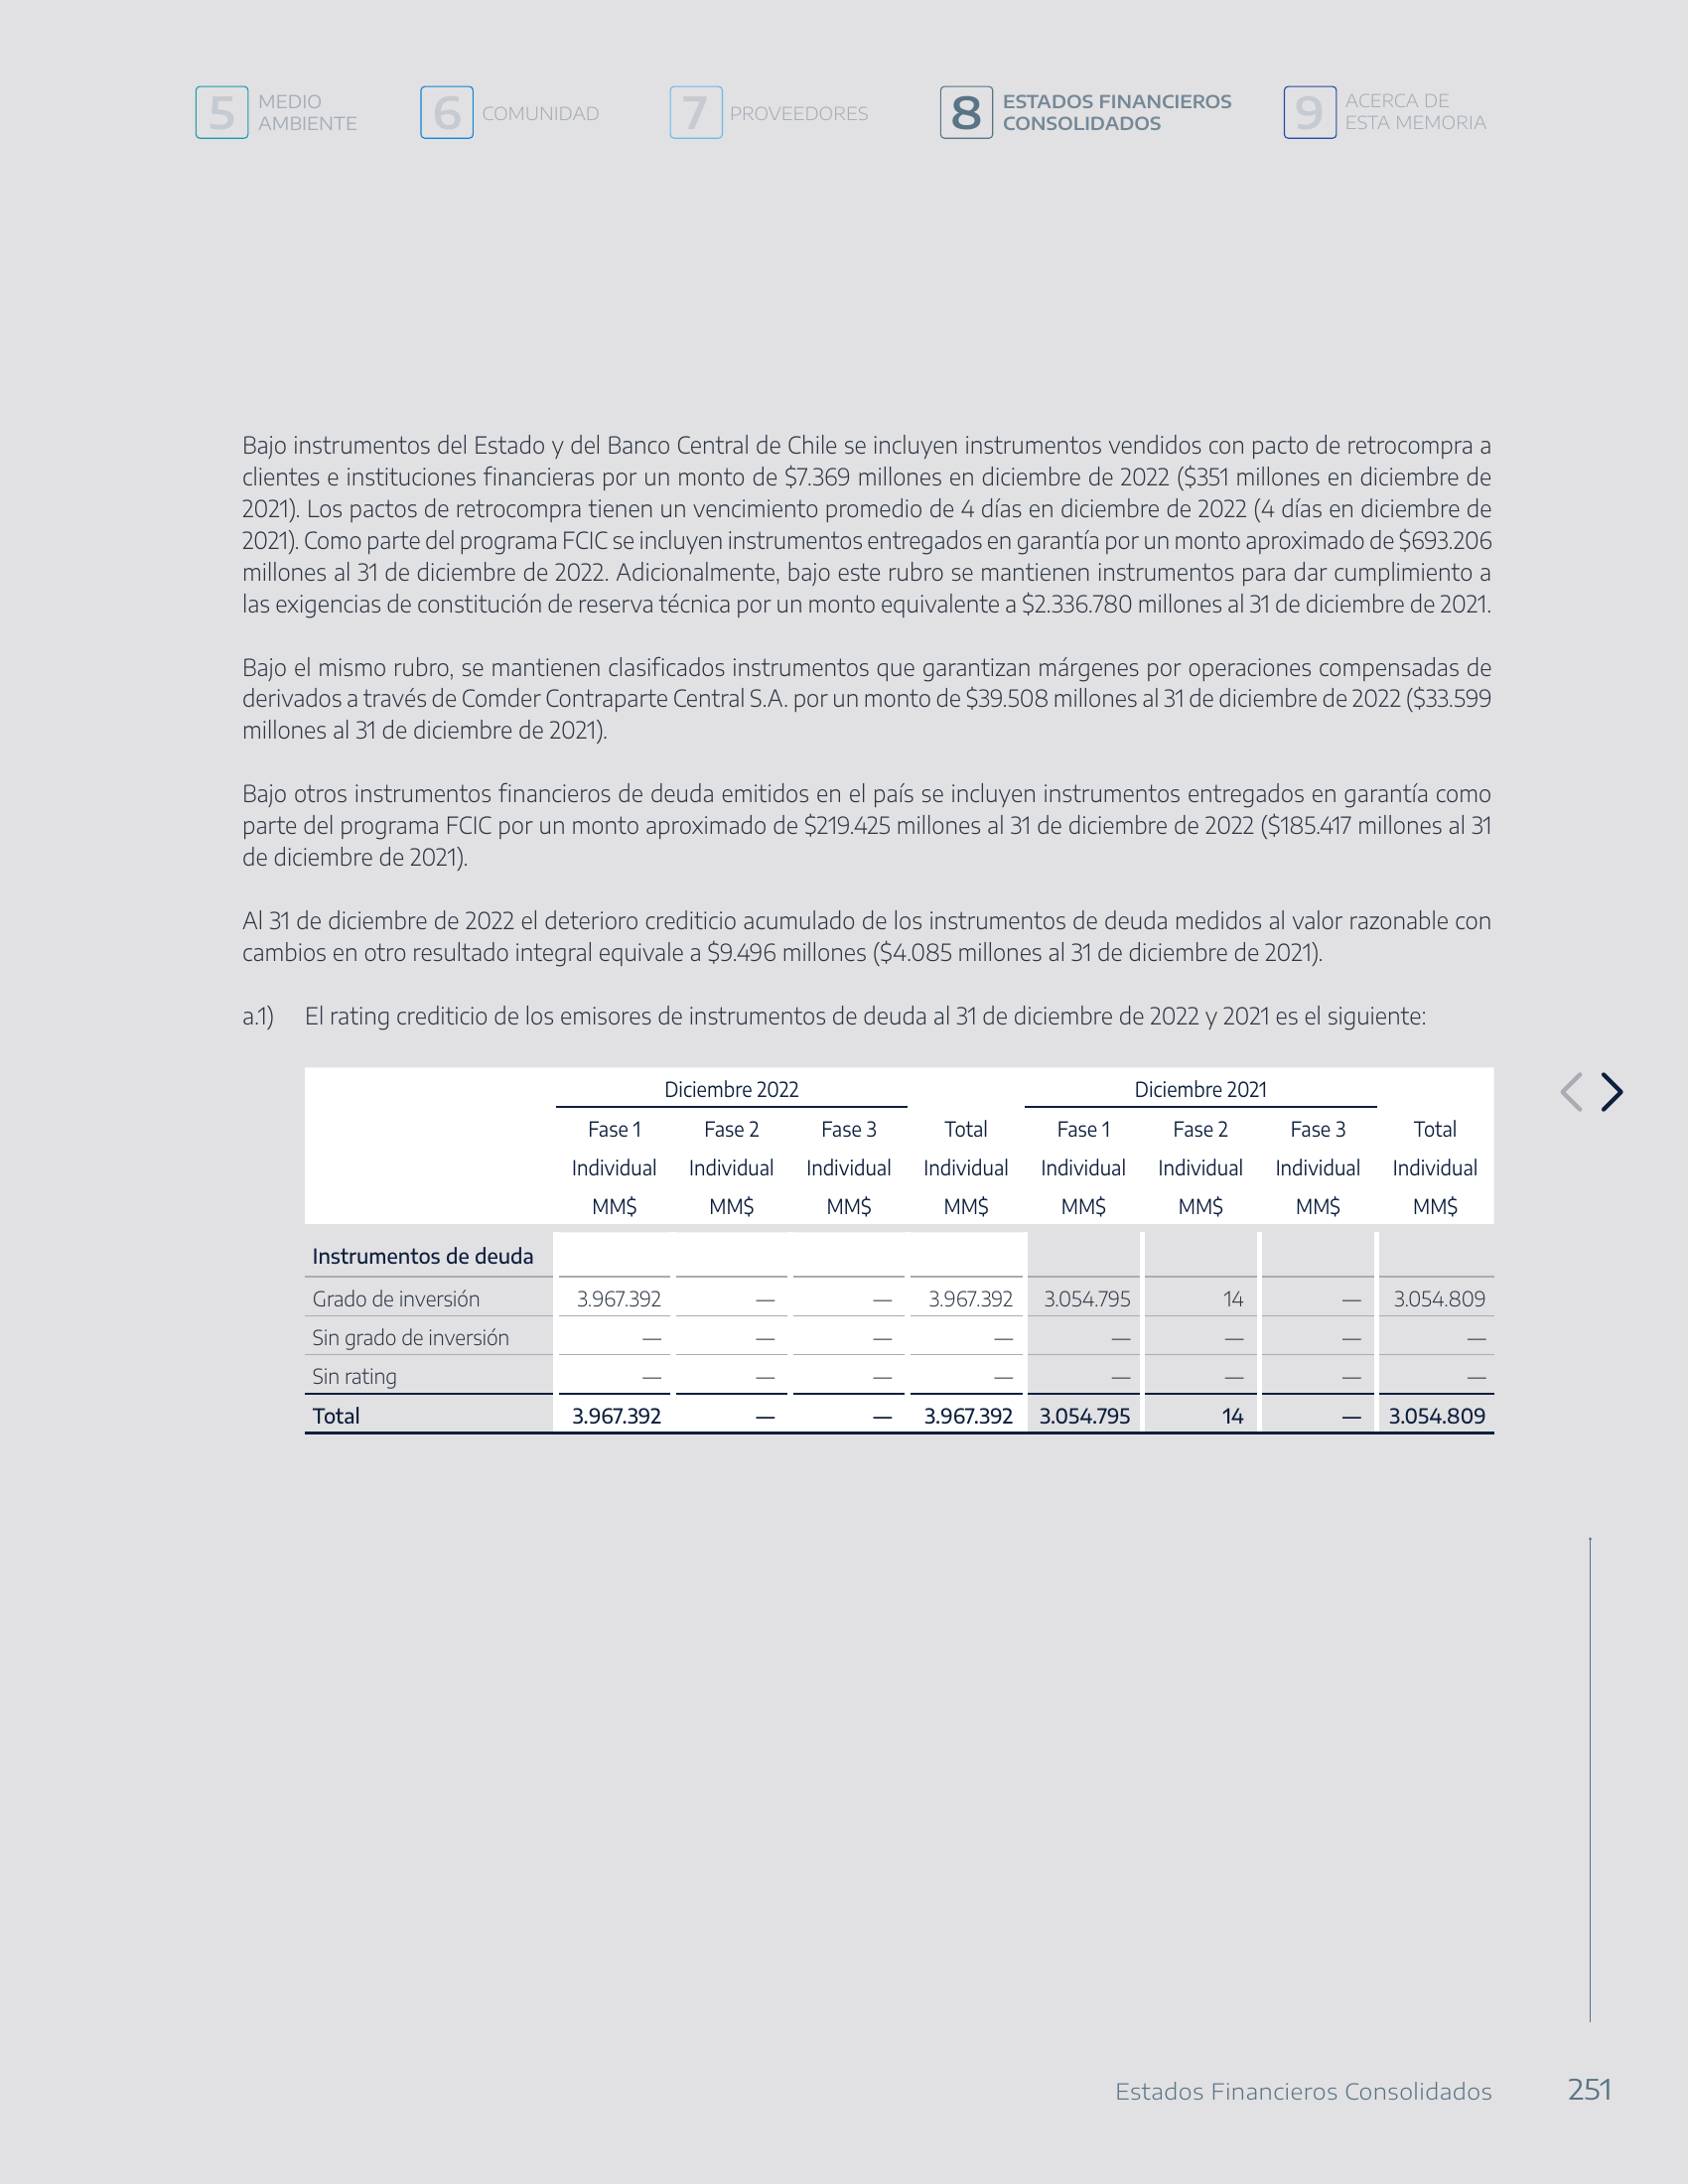 5 MEDIO AMBIENTE
6 COMUNIDAD
7 PROVEEDORES
8 ESTADOS FINANCIEROS CONSOLIDADOS
9 ACERCA DE ESTA MEMORIA
Bajo instrumentos del Estado y del Banco Central de Chile se incluyen instrumentos vendidos con pacto de retrocompra a
clientes e instituciones financieras por un monto de $7.369 millones en diciembre de 2022 ($351 millones en diciembre de
2021). Los pactos de retrocompra tienen un vencimiento promedio de 4 días en diciembre de 2022 (4 días en diciembre de
2021). Como parte del programa FCIC se incluyen instrumentos entregados en garantía por un monto aproximado de $693.206
millones al 31 de diciembre de 2022. Adicionalmente, bajo este rubro se mantienen instrumentos para dar cumplimiento a
las exigencias de constitución de reserva técnica por un monto equivalente a $2.336.780 millones al 31 de diciembre de 2021.
Bajo el mismo rubro, se mantienen clasificados instrumentos que garantizan márgenes por operaciones compensadas de
derivados a través de Comder Contraparte Central S.A. por un monto de $39.508 millones al 31 de diciembre de 2022 ($33.599
millones al 31 de diciembre de 2021).
Bajo otros instrumentos financieros de deuda emitidos en el país se incluyen instrumentos entregados en garantía como
parte del programa FCIC por un monto aproximado de $219.425 millones al 31 de diciembre de 2022 ($185.417 millones al 31
de diciembre de 2021).
Al 31 de diciembre de 2022 el deterioro crediticio acumulado de los instrumentos de deuda medidos al valor razonable con
cambios en otro resultado integral equivale a $9.496 millones ($4.085 millones al 31 de diciembre de 2021).
a.1) El rating crediticio de los emisores de instrumentos de deuda al 31 de diciembre de 2022 y 2021 es el siguiente:
Diciembre 2022 Diciembre 2021
Fase 1 Fase 2 Fase 3 Total Fase 1 Fase 2 Fase 3 Total
Individual Individual Individual Individual Individual Individual Individual Individual
MM$ MM$ MM$ MM$ MM$ MM$ MM$ MM$
Instrumentos de deuda
Grado de inversión 3.967.392 — — 3.967.392 3.054.795 14 — 3.054.809
Sin grado de inversión — — — — — — — —
Sin rating — — — — — — — —
Total 3.967.392 — — 3.967.392 3.054.795 14 — 3.054.809
Estados Financieros Consolidados 251